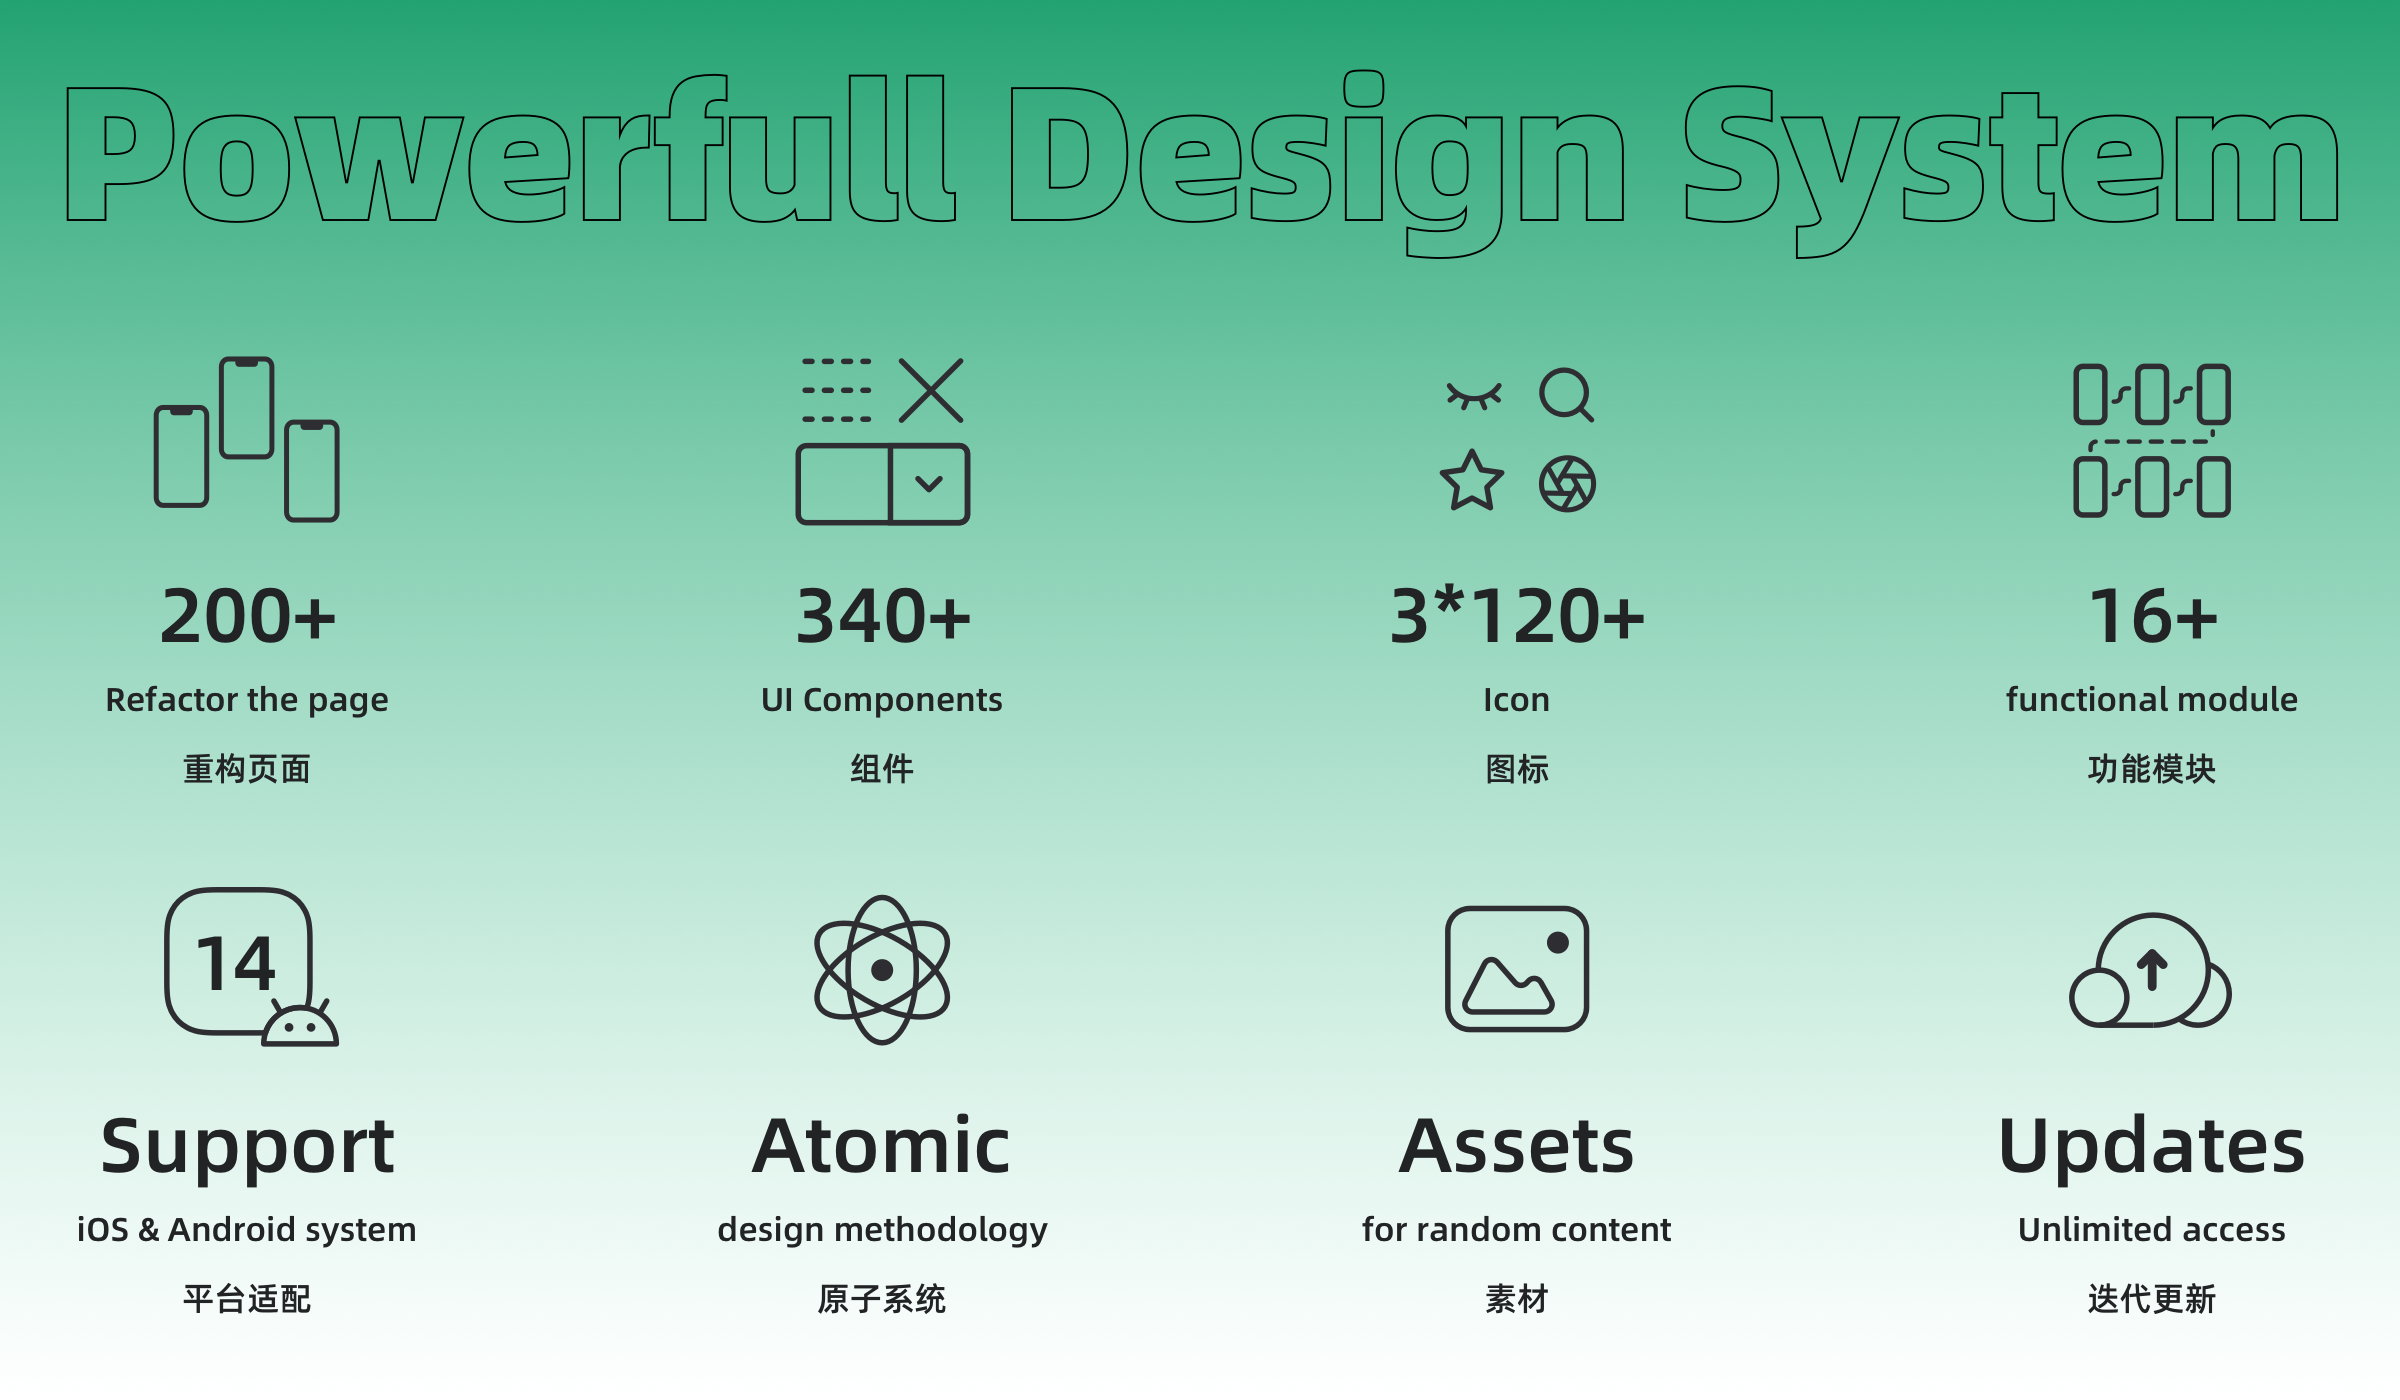 Powerfull Design System
200+
340+
3*120+
16+
Refactor the page
UI Components
Icon
functional module
重构页面
组件
图标
功能模块
14
Support
Atomic
Assets
Updates
iOS & Android system
design methodology
for random content
Unlimited access
平台适配
原子系统
素材
迭代更新